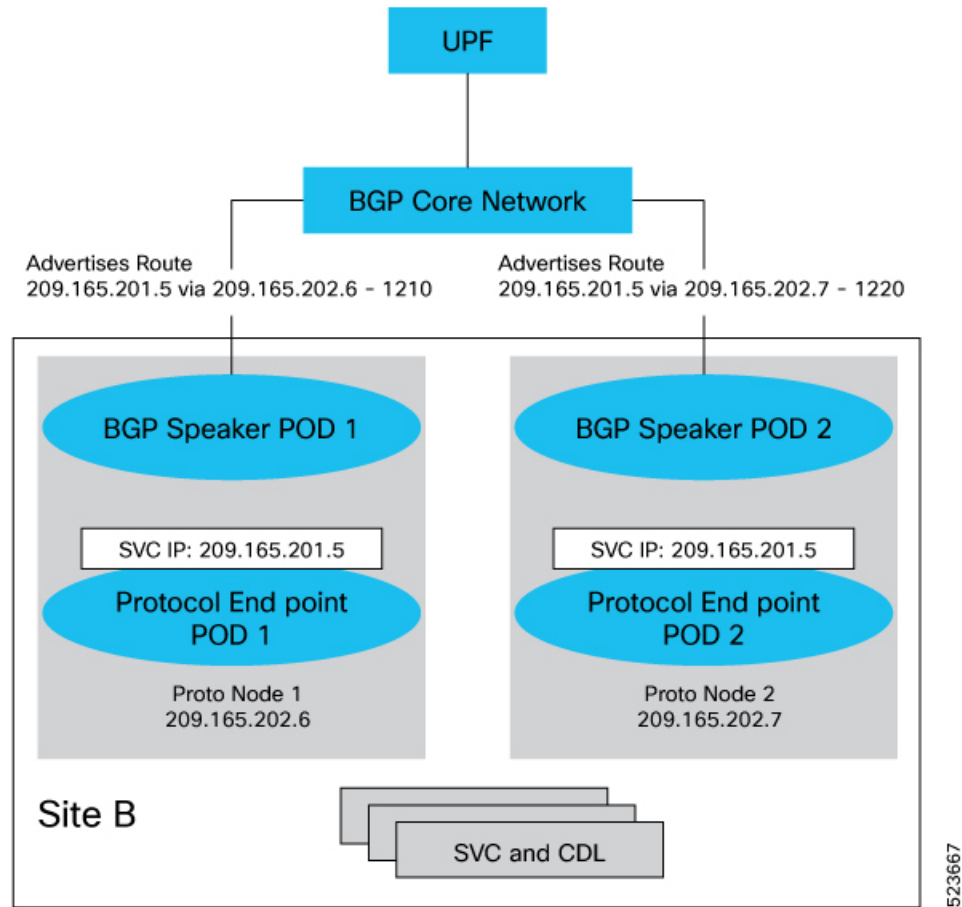 UPF
BGP Core Network
Advertises Route
209.165.201.5 via 209.165.202.6 - 1210
Advertises Route
209.165.201.5 via 209.165.202.7 - 1220
BGP Speaker POD 1
BGP Speaker POD 2
SVC IP: 209.165.201.5
SVC IP: 209.165.201.5
Protocol End point
POD 1
Protocol End point
POD 2
Proto Node 1
209.165.202.6
Proto Node 2
209.165.202.7
Site B
SVC and CDL
523667